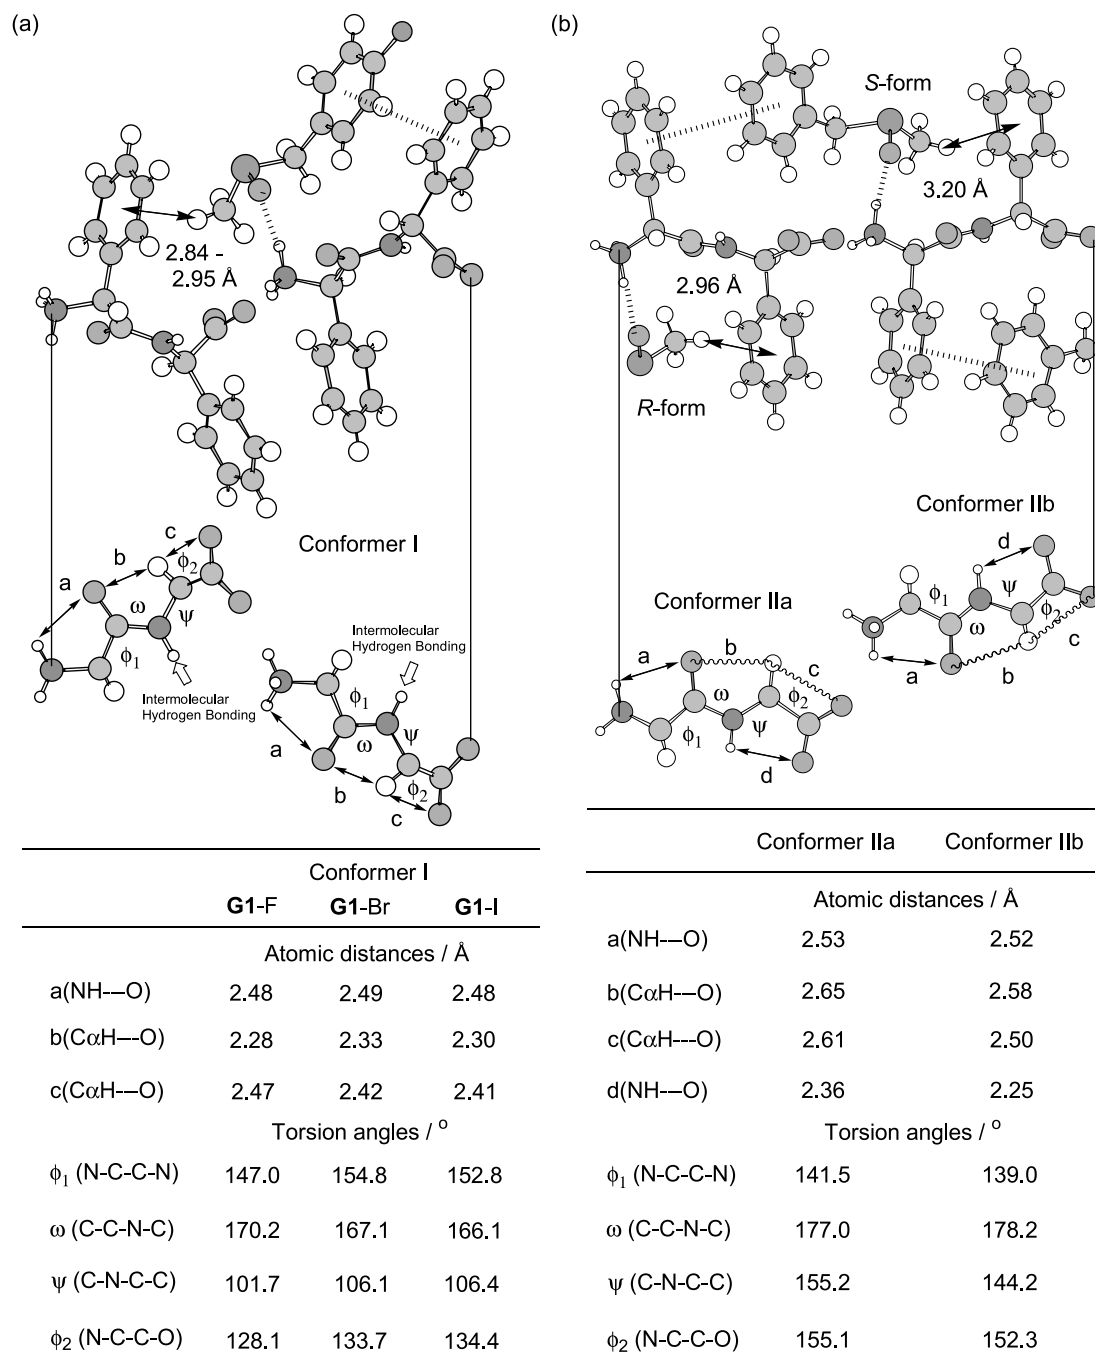 (a)
2.84 -
2.95 Å
Conformer I
a
b
c
ω
ϕ1
ψ
ϕ2
Intermolecular
Hydrogen Bonding
Intermolecular
Hydrogen Bonding
ϕ1
ω
ψ
ϕ2
a
b
c
Conformer I
G1-F G1-Br G1-I
Atomic distances / Å
a(NH---O) 2.48 2.49 2.48
b(CαH---O) 2.28 2.33 2.30
c(CαH---O) 2.47 2.42 2.41
Torsion angles / °
ϕ1 (N-C-C-N) 147.0 154.8 152.8
ω (C-C-N-C) 170.2 167.1 166.1
ψ (C-N-C-C) 101.7 106.1 106.4
ϕ2 (N-C-C-O) 128.1 133.7 134.4
(b)
S-form
3.20 Å
2.96 Å
R-form
Conformer IIb
d
ϕ1
ψ
ω
ϕ2
a
b
c
Conformer IIa
a
b
c
ω
ϕ2
ϕ1
ψ
d
Conformer IIa Conformer IIb
Atomic distances / Å
a(NH---O) 2.53 2.52
b(CαH---O) 2.65 2.58
c(CαH---O) 2.61 2.50
d(NH---O) 2.36 2.25
Torsion angles / °
ϕ1 (N-C-C-N) 141.5 139.0
ω (C-C-N-C) 177.0 178.2
ψ (C-N-C-C) 155.2 144.2
ϕ2 (N-C-C-O) 155.1 152.3